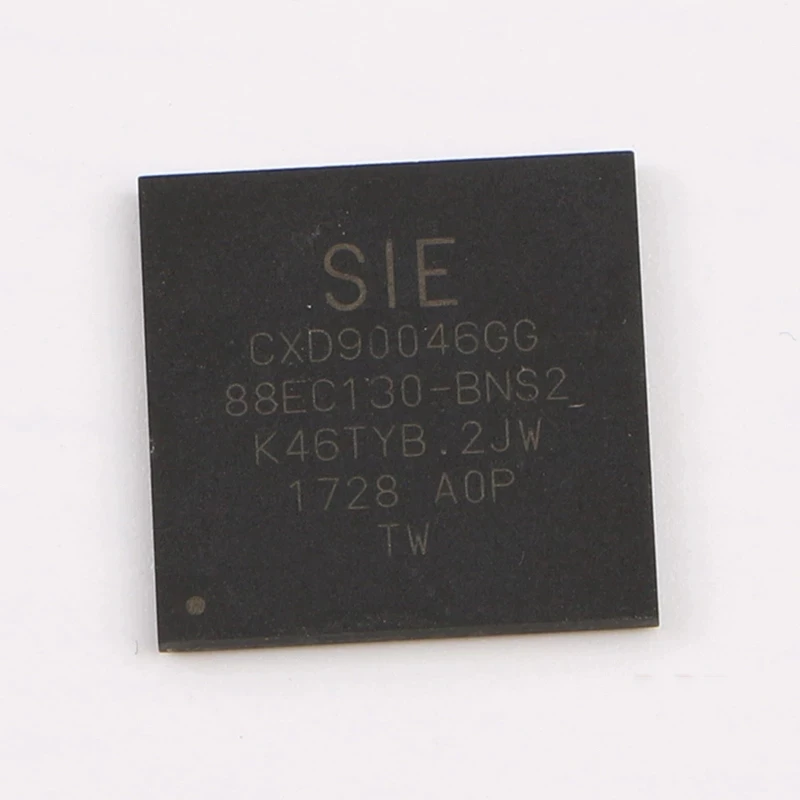 SIE
CXD90046GG
88EC130-BNS2
K46TYB.2JW
1728 A0P
TW